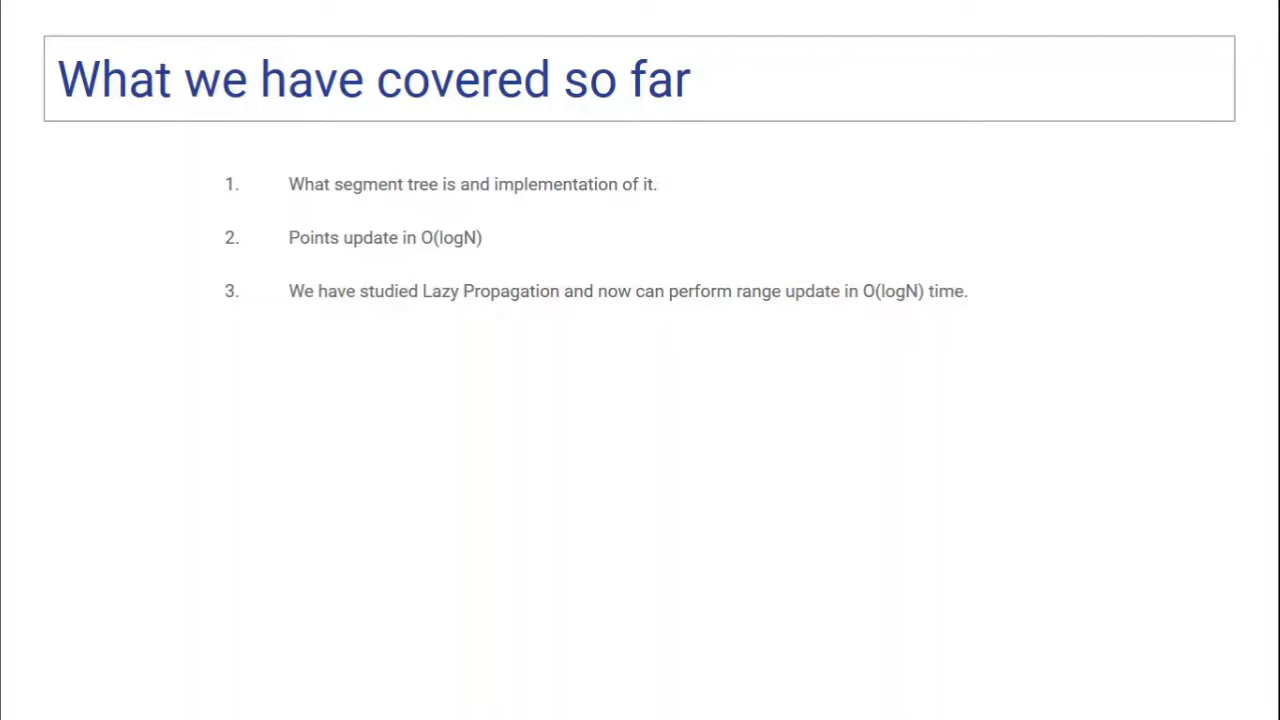 What we have covered so far
1. What segment tree is and implementation of it.
2. Points update in O(logN)
3. We have studied Lazy Propagation and now can perform range update in O(logN) time.